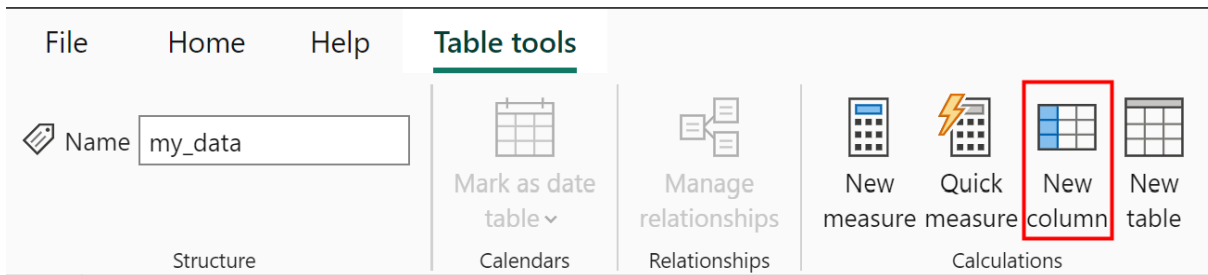 File Home Help Table tools
Name my_data
Mark as date
table
Manage
relationships
New
measure
Quick
measure
New
column
New
table
Structure Calendars Relationships Calculations